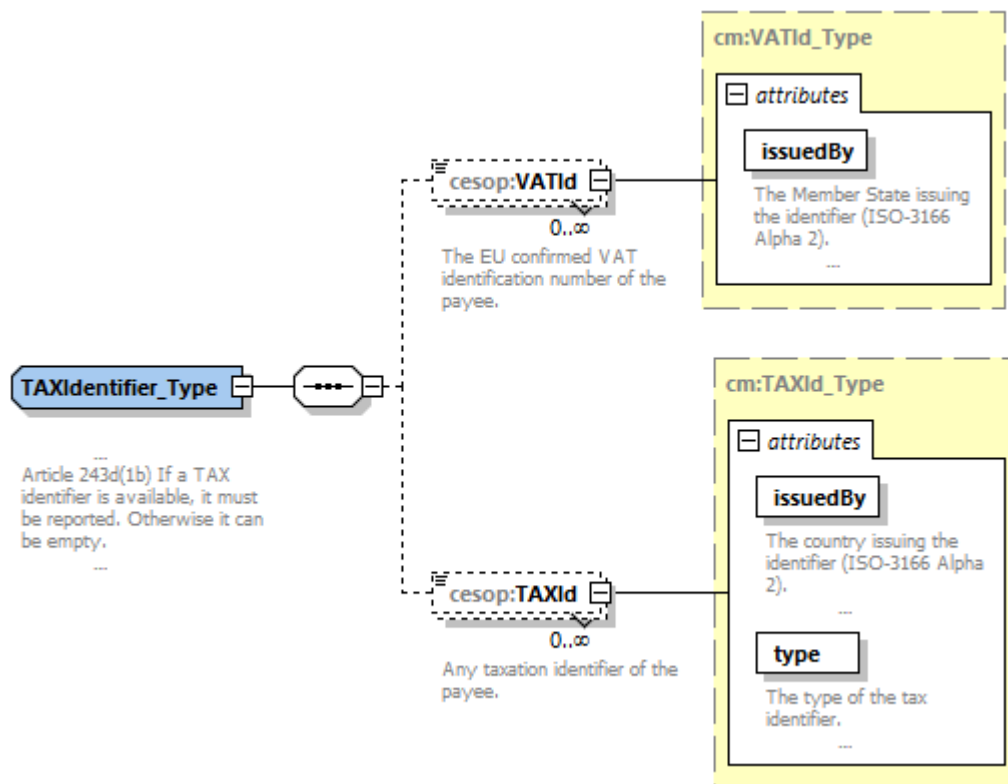 cm:VATId_Type
attributes
issuedBy
The Member State issuing
the identifier (ISO-3166
Alpha 2).
...
cesop:VATId
0..∞
The EU confirmed VAT
identification number of the
payee.
TAXIdentifier_Type
...
Article 243d(1b) If a TAX
identifier is available, it must
be reported. Otherwise it can
be empty.
...
cm:TAXId_Type
attributes
issuedBy
The country issuing the
identifier (ISO-3166 Alpha
2).
...
cesop:TAXId
0..∞
Any taxation identifier of the
payee.
type
The type of the tax
identifier.
...